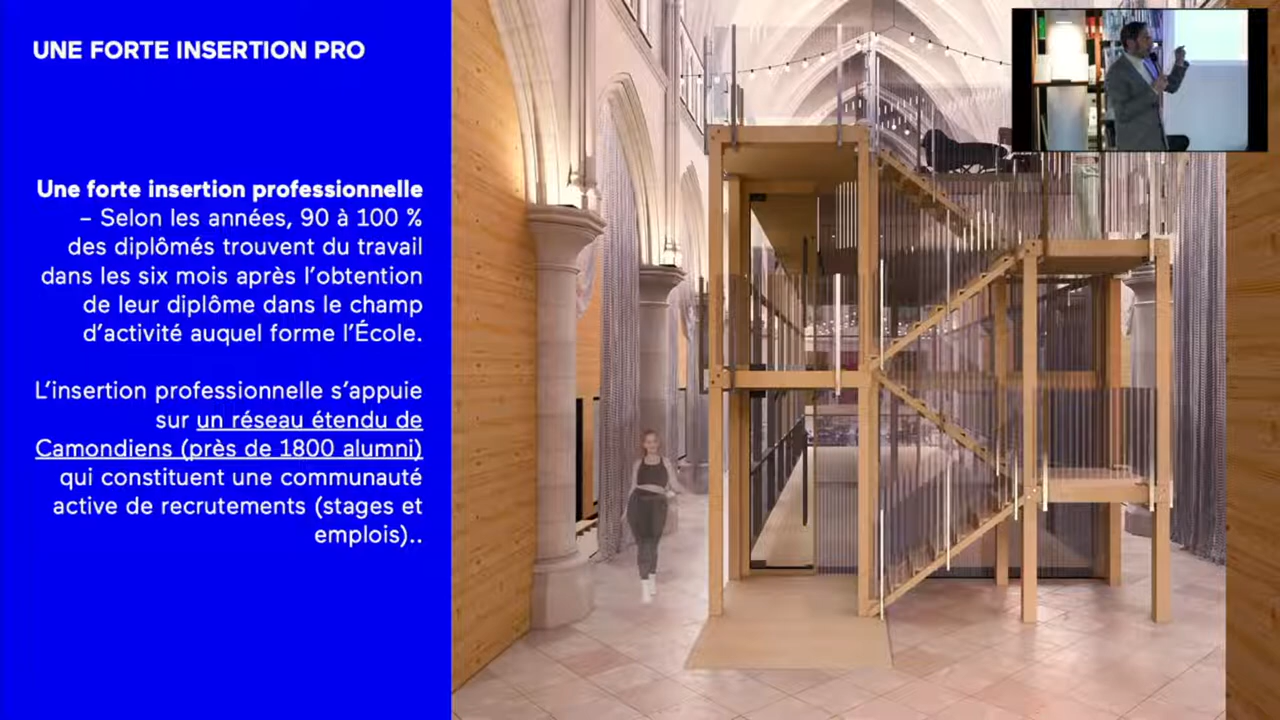 UNE FORTE INSERTION PRO
Une forte insertion professionnelle
– Selon les années, 90 à 100 %
des diplômés trouvent du travail
dans les six mois après l’obtention
de leur diplôme dans le champ
d’activité auquel forme l’École.
L’insertion professionnelle s’appuie
sur un réseau étendu de
Camondiens (près de 1800 alumni)
qui constituent une communauté
active de recrutements (stages et
emplois)..